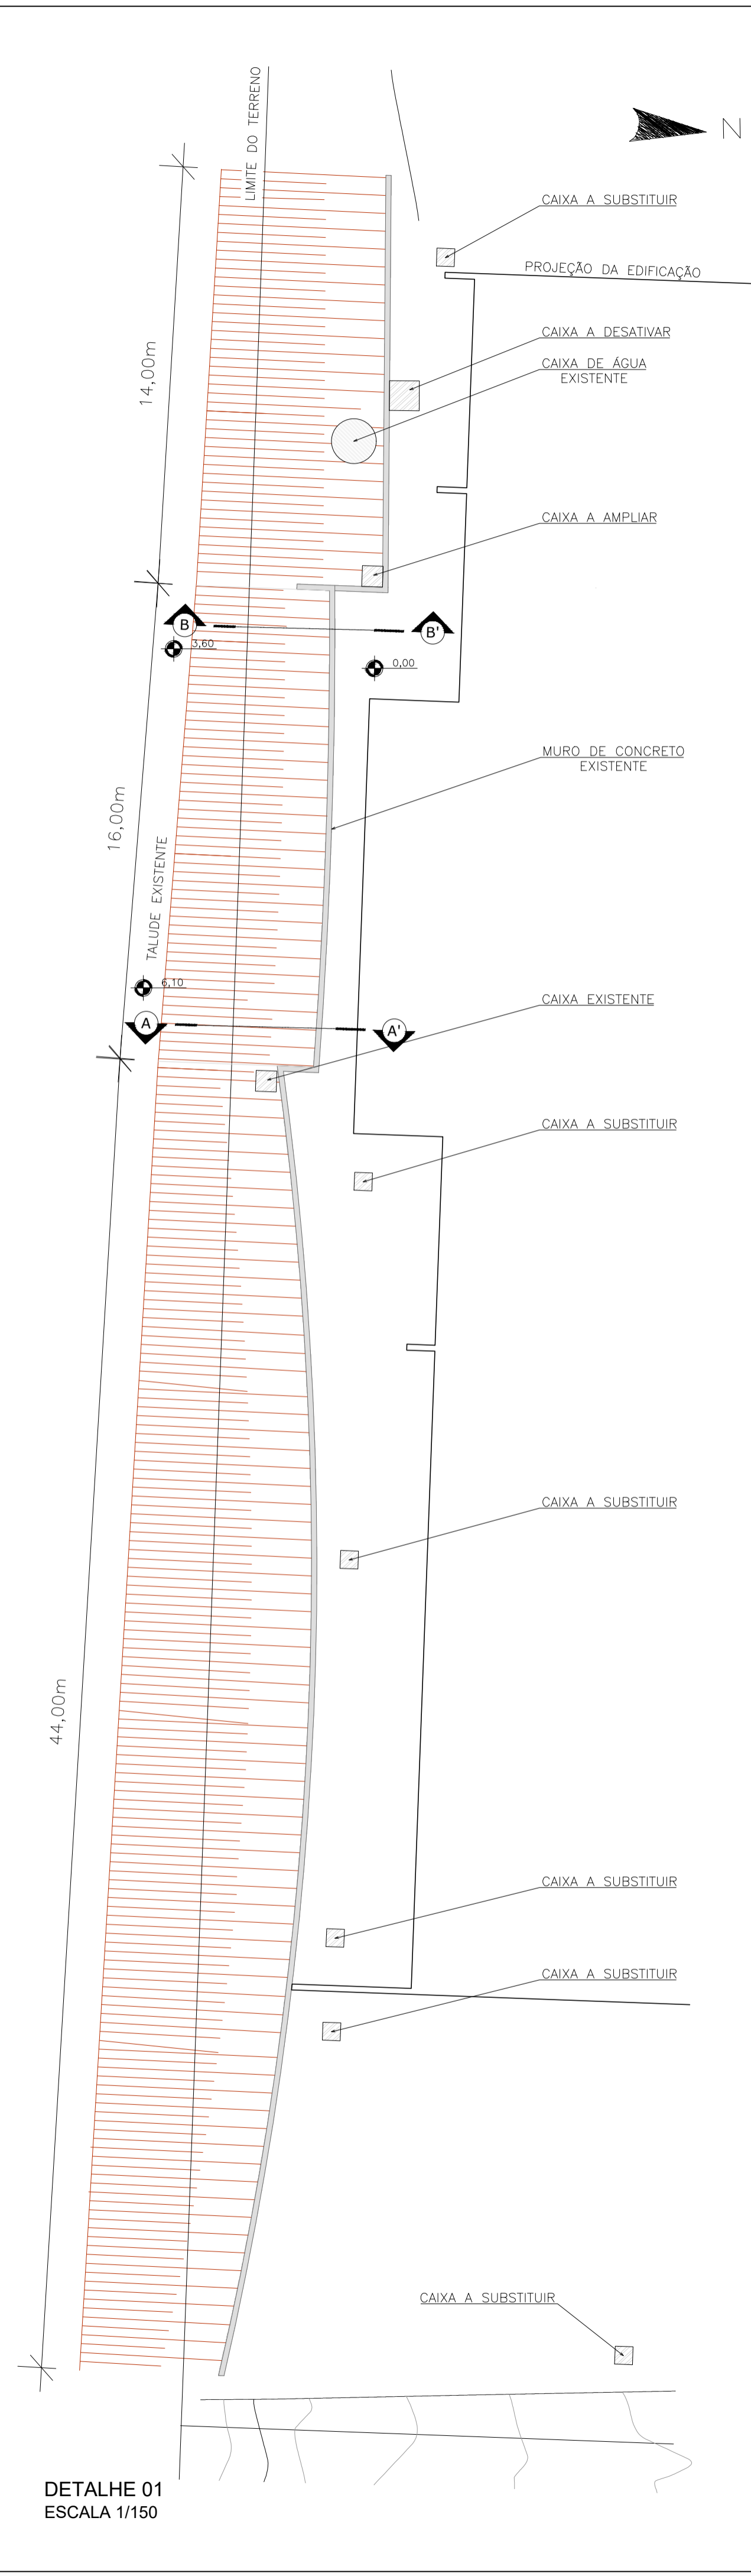 LIMITE DO TERRENO
N
CAIXA A SUBSTITUIR
PROJEÇÃO DA EDIFICAÇÃO
14,00m
CAIXA A DESATIVAR
CAIXA DE ÁGUA
EXISTENTE
CAIXA A AMPLIAR
B
B'
3,60
0,00
MURO DE CONCRETO
EXISTENTE
16,00m
TALUDE EXISTENTE
6,10
CAIXA EXISTENTE
A
A'
CAIXA A SUBSTITUIR
CAIXA A SUBSTITUIR
44,00m
CAIXA A SUBSTITUIR
CAIXA A SUBSTITUIR
CAIXA A SUBSTITUIR
DETALHE 01
ESCALA 1/150